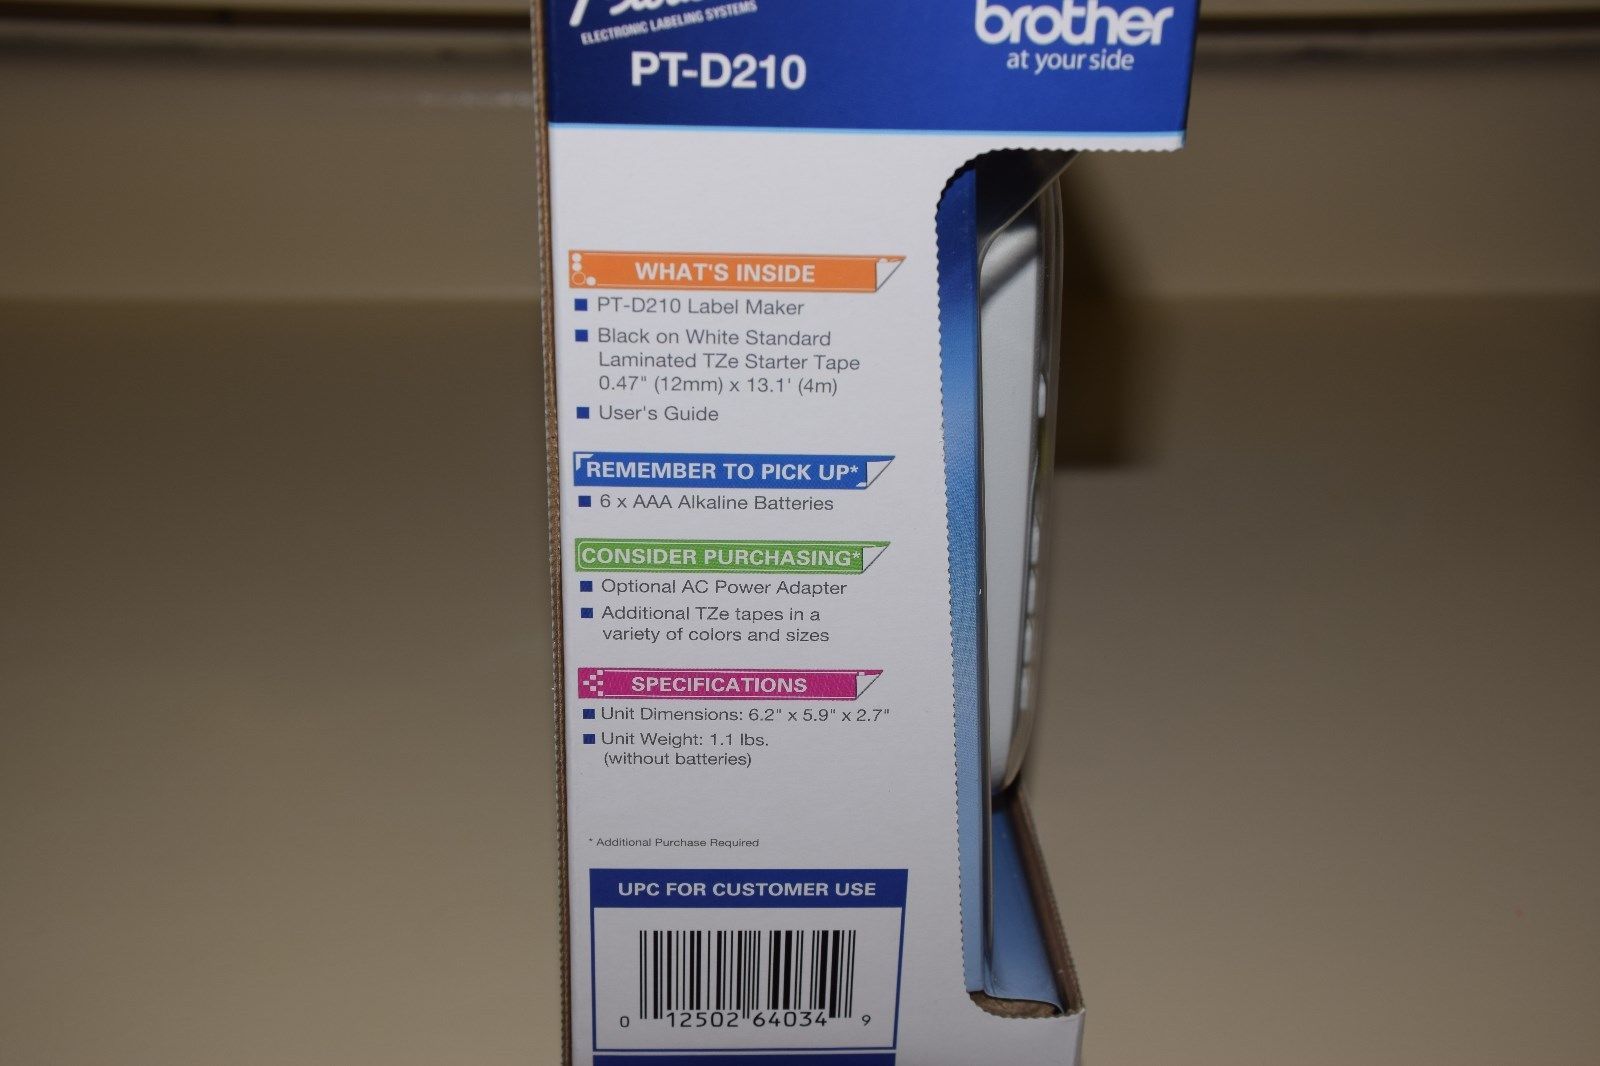 ELECTRONIC LABELING SYSTEMS
PT-D210
brother
at your side
WHAT'S INSIDE
PT-D210 Label Maker
Black on White Standard
Laminated TZe Starter Tape
0.47" (12mm) x 13.1' (4m)
User's Guide
REMEMBER TO PICK UP*
6 x AAA Alkaline Batteries
CONSIDER PURCHASING*
Optional AC Power Adapter
Additional TZe tapes in a
variety of colors and sizes
SPECIFICATIONS
Unit Dimensions: 6.2" x 5.9" x 2.7"
Unit Weight: 1.1 lbs.
(without batteries)
* Additional Purchase Required
UPC FOR CUSTOMER USE
0 12502 64034 9